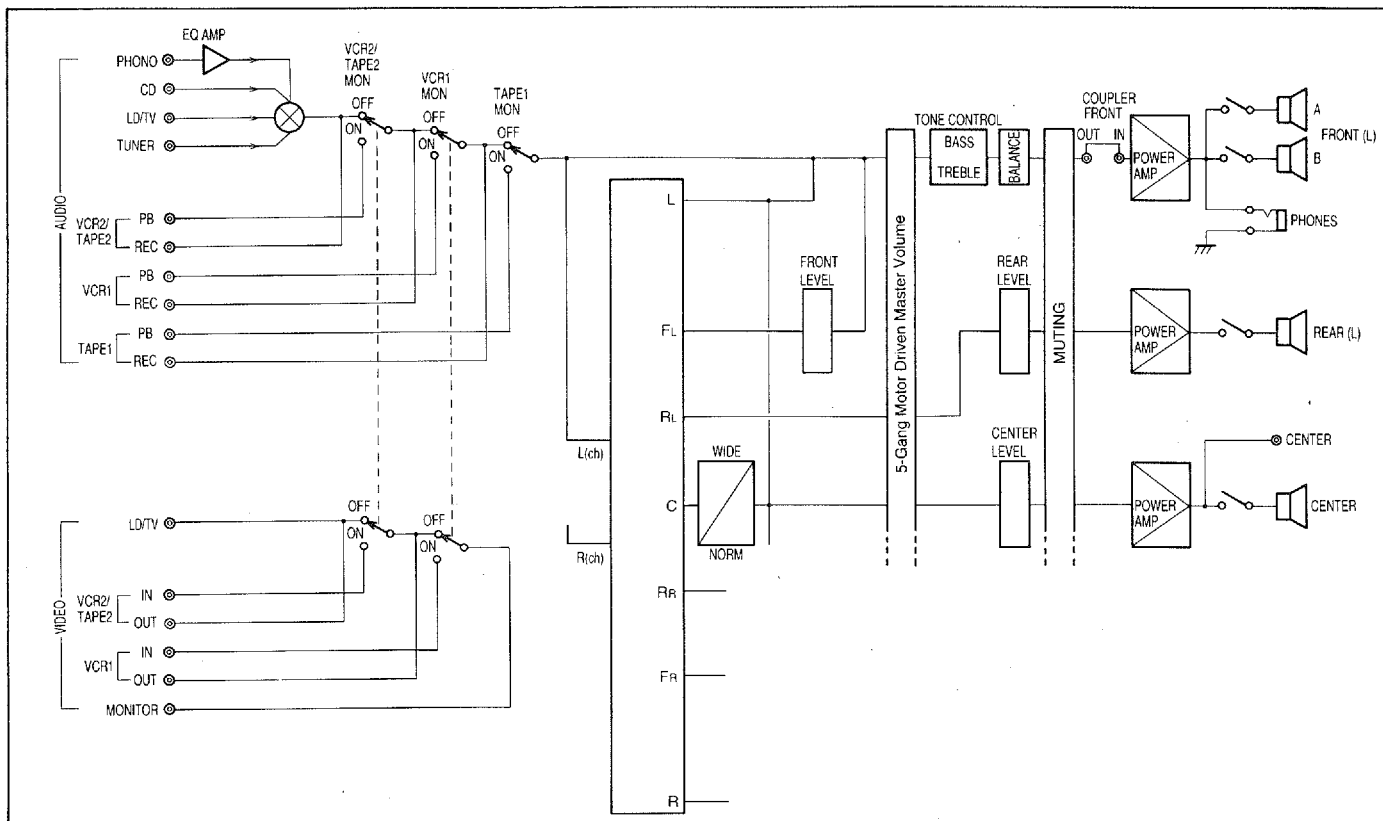 EQ AMP
PHONO
CD
LD/TV
TUNER
AUDIO
VCR2/
TAPE2
PB
REC
VCR1
PB
REC
TAPE1
PB
REC
VCR2/
TAPE2
MON
OFF
ON
VCR1
MON
OFF
ON
TAPE1
MON
OFF
ON
VIDEO
LD/TV
VCR2/
TAPE2
IN
OUT
VCR1
IN
OUT
MONITOR
OFF
ON
OFF
ON
L(ch)
R(ch)
L
FL
RL
C
RR
FR
R
WIDE
NORM
FRONT
LEVEL
5-Gang Motor Driven Master Volume
TONE CONTROL
BASS
TREBLE
BALANCE
REAR
LEVEL
CENTER
LEVEL
MUTING
COUPLER
FRONT
OUT IN
POWER
AMP
A
FRONT (L)
B
PHONES
POWER
AMP
REAR (L)
POWER
AMP
CENTER
CENTER